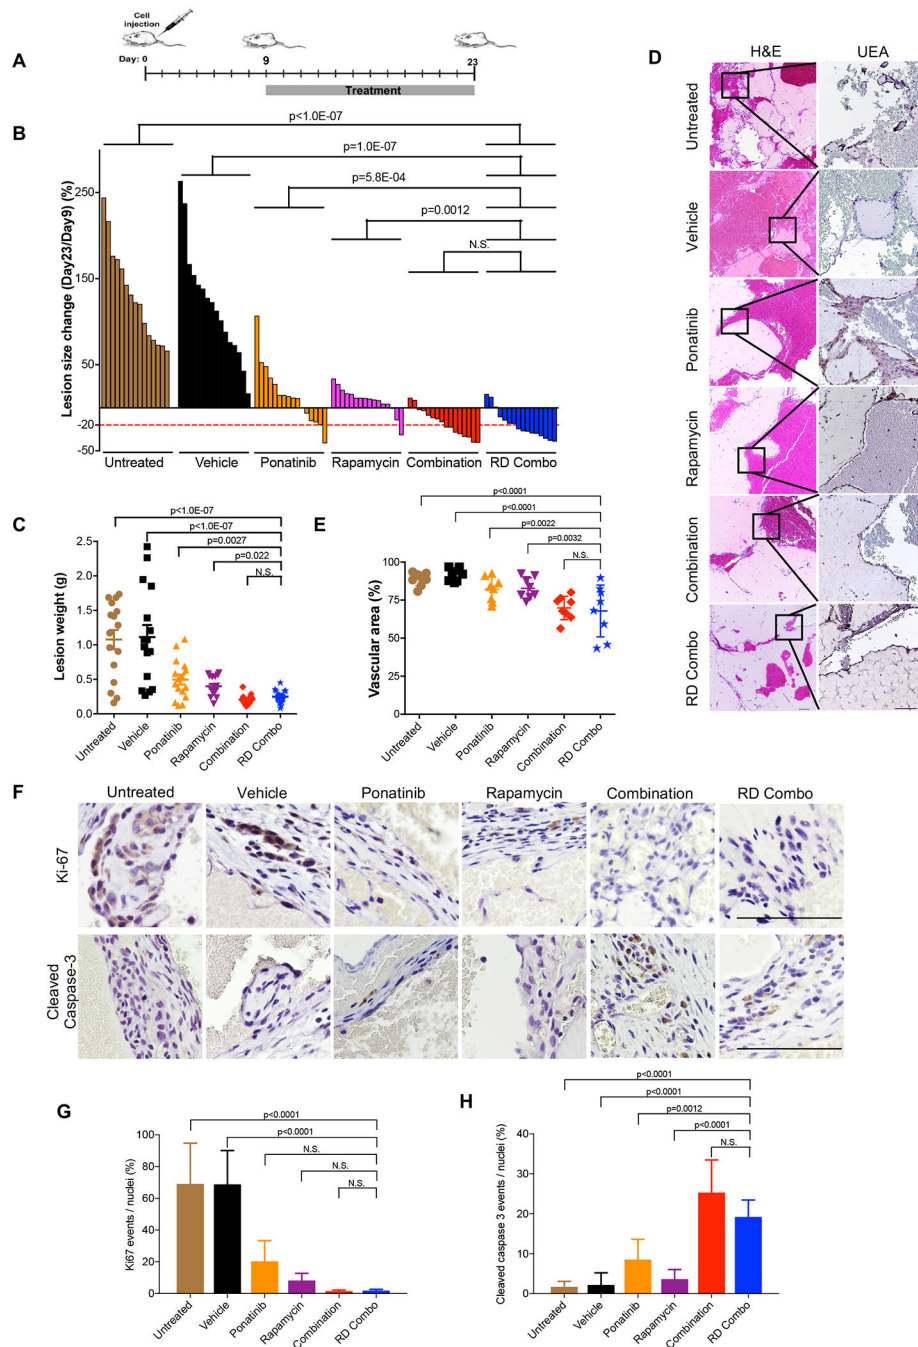 Cell
injection
A
Day: 0 9 23
Treatment
B
p<1.0E-07
p=1.0E-07
p=5.8E-04
p=0.0012
N.S.
Lesion size change (Day23/Day9) (%)
250
150
50
-20
-50
Untreated Vehicle Ponatinib Rapamycin Combination RD Combo
C
p<1.0E-07
p<1.0E-07
p=0.0027
p=0.022
N.S.
Lesion weight (g)
2.5
2.0
1.5
1.0
0.5
0.0
Untreated Vehicle Ponatinib Rapamycin Combination RD Combo
E
p<0.0001
p<0.0001
p=0.0022
p=0.0032
N.S.
Vascular area (%)
100
75
50
25
0
Untreated Vehicle Ponatinib Rapamycin Combination RD Combo
D
H&E UEA
Untreated
Vehicle
Ponatinib
Rapamycin
Combination
RD Combo
F
Untreated Vehicle Ponatinib Rapamycin Combination RD Combo
Ki-67
Cleaved
Caspase-3
G
p<0.0001
p<0.0001
N.S.
N.S.
N.S.
Ki67 events / nuclei (%)
100
80
60
40
20
0
Untreated Vehicle Ponatinib Rapamycin Combination RD Combo
H
p<0.0001
p<0.0001
p=0.0012
p<0.0001
N.S.
Cleaved caspase 3 events / nuclei (%)
40
30
20
10
0
Untreated Vehicle Ponatinib Rapamycin Combination RD Combo